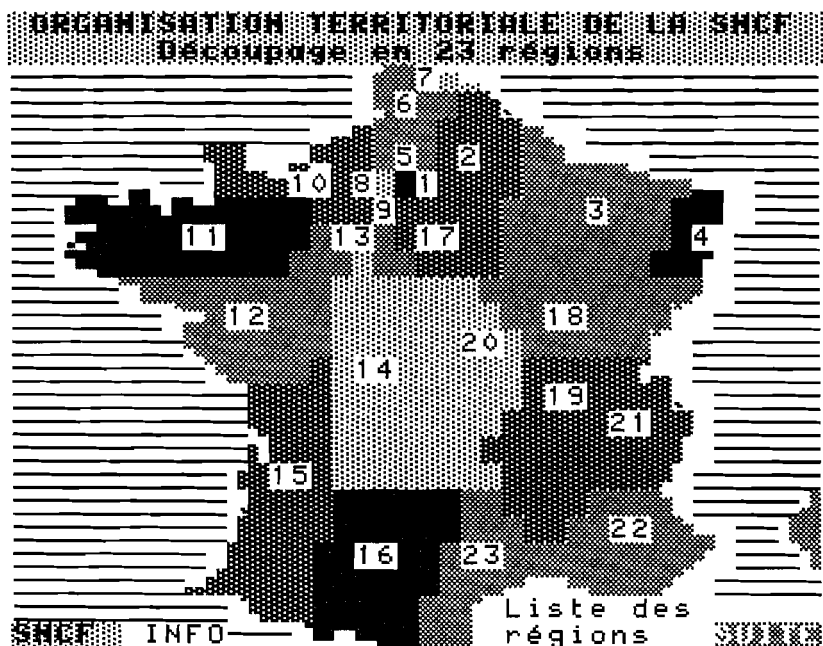 ORGANISATION TERRITORIALE DE LA SNCF
Découpage en 23 régions
7
6
5 2
10 8 1
9 3
11 13 17 4
12 18
20
14
19
21
15
22
16 23
Liste des
SNCF INFO régions